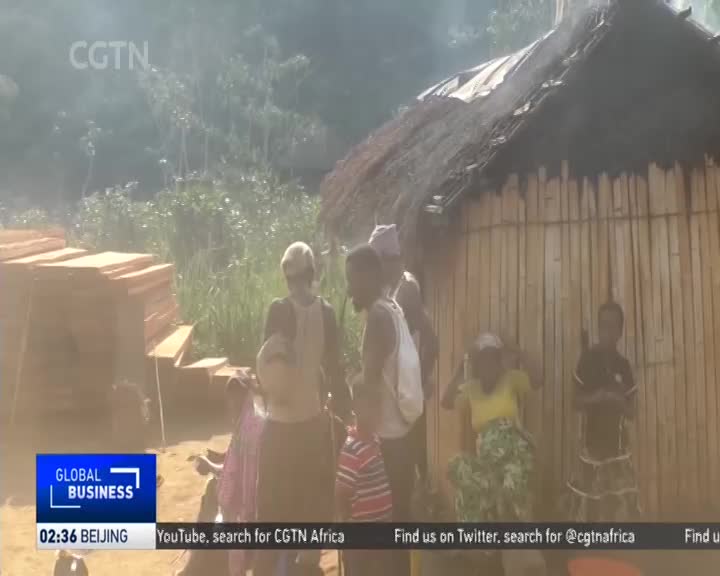 CGTN
GLOBAL
BUSINESS
02:36 BEIJING
YouTube, search for CGTN Africa Find us on Twitter, search for @cgtnafrica Find u